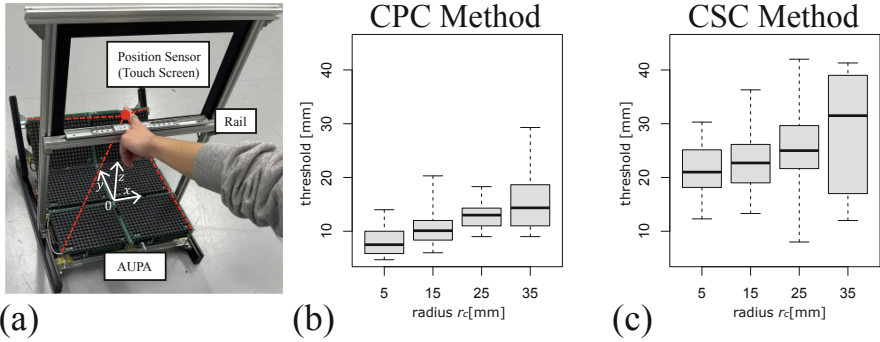 Position Sensor
(Touch Screen)
Rail
z
y
x
0
AUPA
(a)
CPC Method
threshold [mm]
40
30
20
10
5 15 25 35
radius rc[mm]
(b)
CSC Method
threshold [mm]
40
30
20
10
5 15 25 35
radius rc[mm]
(c)